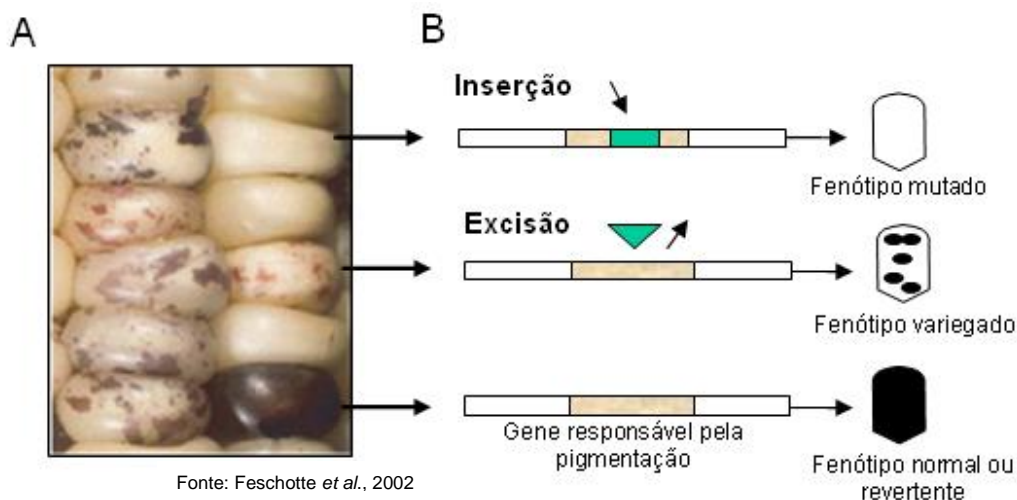 A
B
Inserção
Fenótipo mutado
Excisão
Fenótipo variegado
Gene responsável pela
pigmentação
Fenótipo normal ou
revertente
Fonte: Feschotte et al., 2002